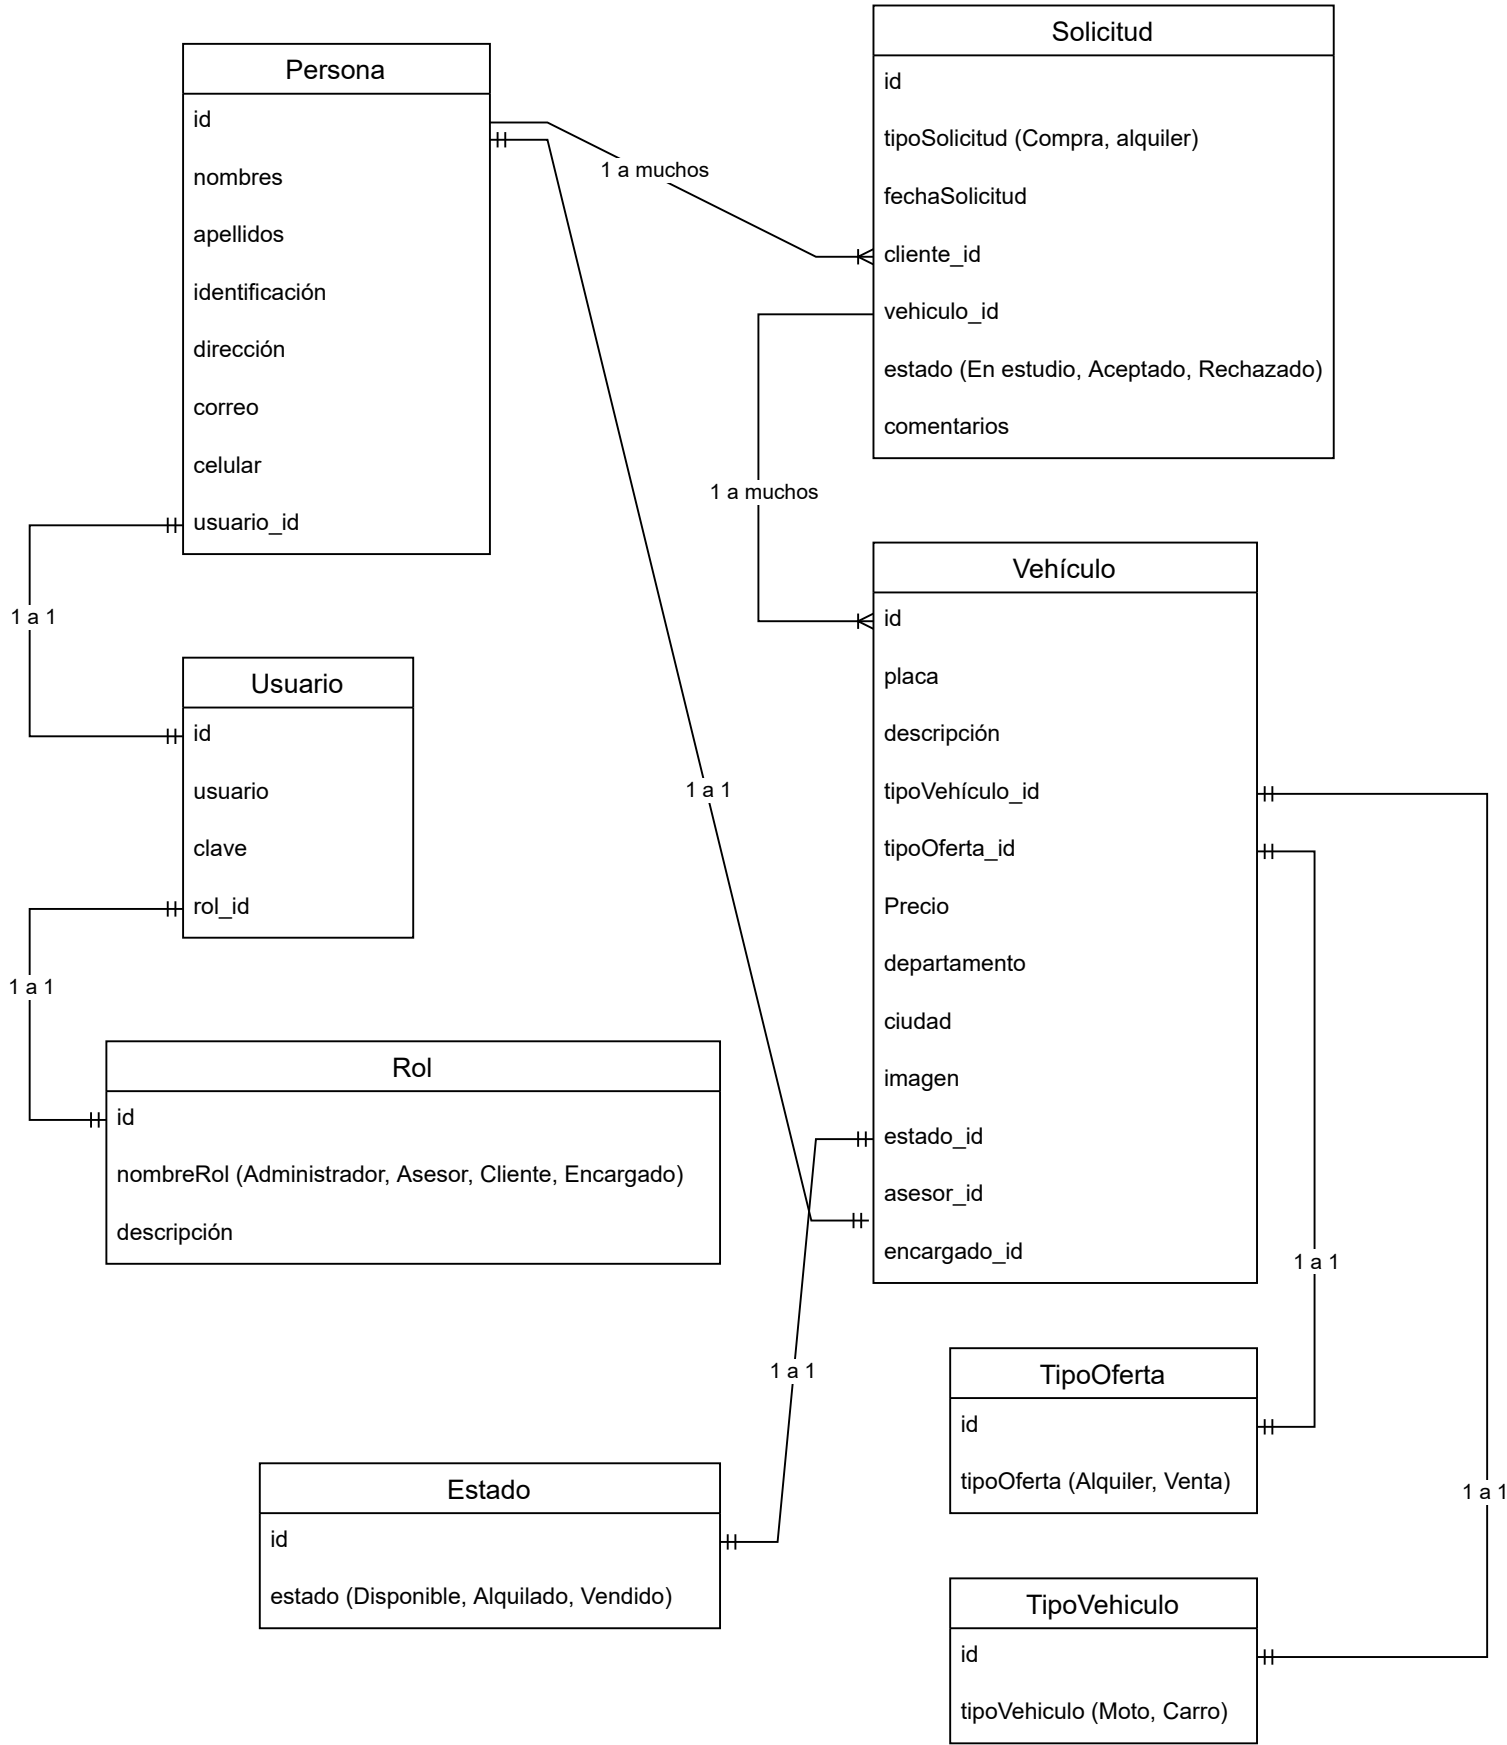 Persona
id
nombres
apellidos
identificación
dirección
correo
celular
usuario_id
1 a muchos
Solicitud
id
tipoSolicitud (Compra, alquiler)
fechaSolicitud
cliente_id
vehiculo_id
estado (En estudio, Aceptado, Rechazado)
comentarios
1 a muchos
1 a 1
Usuario
id
usuario
clave
rol_id
1 a 1
Vehículo
id
placa
descripción
tipoVehículo_id
tipoOferta_id
Precio
departamento
ciudad
imagen
estado_id
asesor_id
encargado_id
1 a 1
Rol
id
nombreRol (Administrador, Asesor, Cliente, Encargado)
descripción
1 a 1
1 a 1
Estado
id
estado (Disponible, Alquilado, Vendido)
TipoOferta
id
tipoOferta (Alquiler, Venta)
1 a 1
TipoVehiculo
id
tipoVehiculo (Moto, Carro)